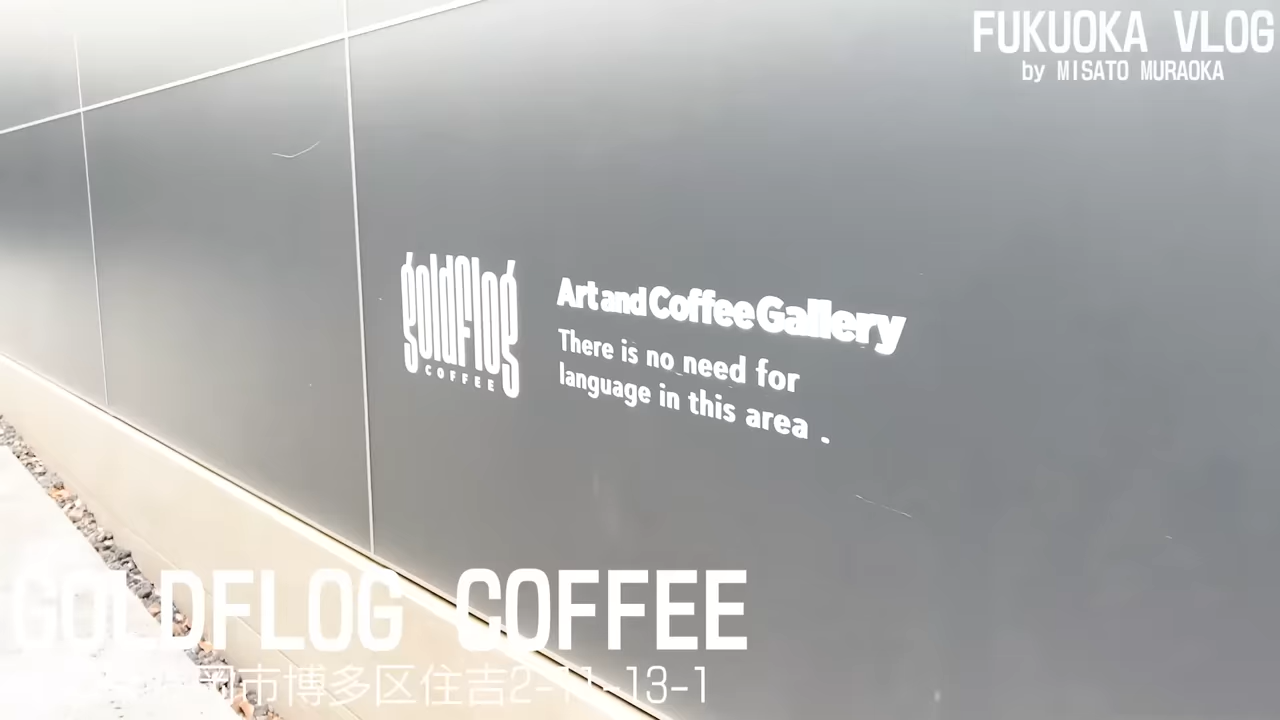 FUKUOKA VLOG
by MISATO MURAOKA
goldflog
COFFEE
Art and Coffee Gallery
There is no need for
language in this area .
GOLDFLOG COFFEE
岡市博多区住吉2-11-13-1